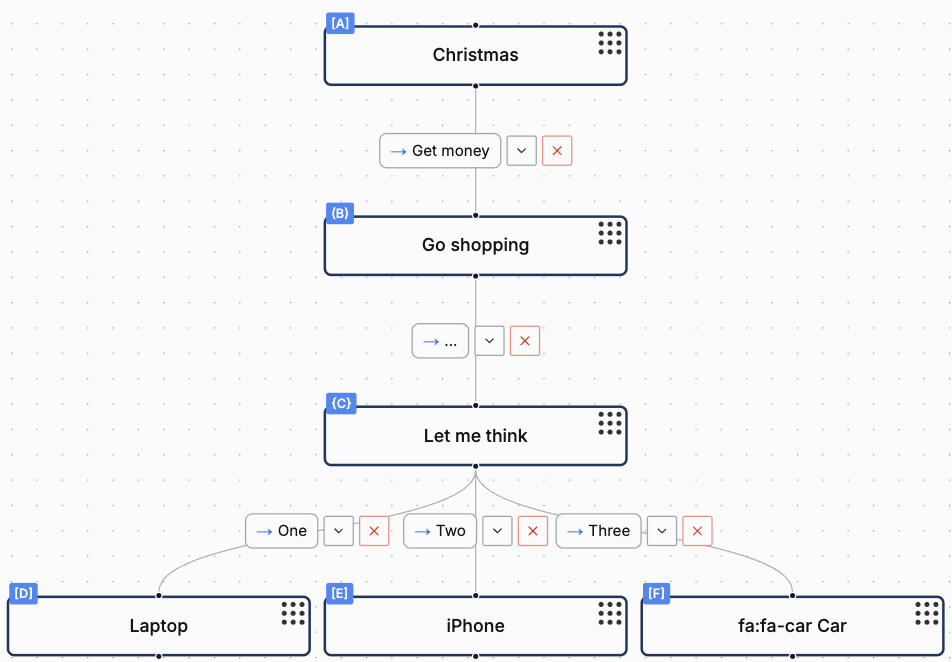 [A]
Christmas
→ Get money
(B)
Go shopping
→ ...
{C}
Let me think
→ One
→ Two
→ Three
[D]
Laptop
[E]
iPhone
[F]
fa:fa-car Car